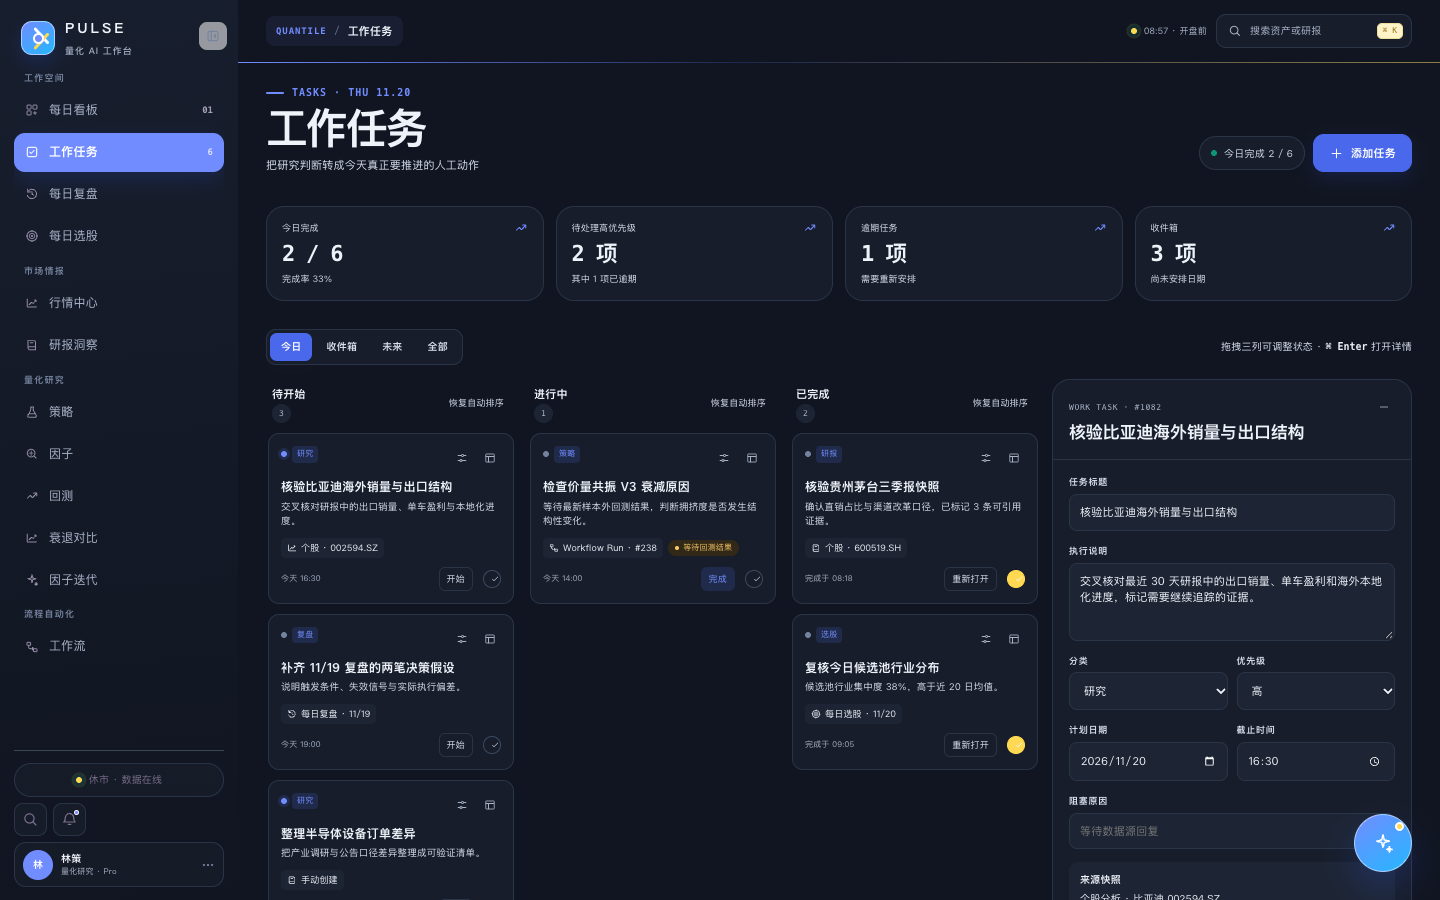 PULSE
量化 AI 工作台
工作空间
每日看板 01
工作任务 6
每日复盘
每日选股
市场情报
行情中心
研报洞察
量化研究
策略
因子
回测
衰退对比
因子迭代
流程自动化
工作流
休市 · 数据在线
林
林策
量化研究 · Pro
QUANTILE / 工作任务
08:57 · 开盘前
搜索资产或研报
⌘ K
TASKS · THU 11.20
工作任务
把研究判断转成今天真正要推进的人工动作
今日完成 2 / 6
添加任务
今日完成
2 / 6
完成率 33%
待处理高优先级
2 项
其中 1 项已逾期
逾期任务
1 项
需要重新安排
收件箱
3 项
尚未安排日期
今日 收件箱 未来 全部
拖拽三列可调整状态 · ⌘ Enter 打开详情
待开始
3
恢复自动排序
研究
核验比亚迪海外销量与出口结构
交叉核对研报中的出口销量、单车盈利与本地化进
度。
个股 · 002594.SZ
今天 16:30
开始
复盘
补齐 11/19 复盘的两笔决策假设
说明触发条件、失效信号与实际执行偏差。
每日复盘 · 11/19
今天 19:00
开始
研究
整理半导体设备订单差异
把产业调研与公告口径差异整理成可验证清单。
手动创建
进行中
1
恢复自动排序
策略
检查价量共振 V3 衰减原因
等待最新样本外回测结果，判断拥挤度是否发生结
构性变化。
Workflow Run · #238
等待回测结果
今天 14:00
完成
已完成
2
恢复自动排序
研报
核验贵州茅台三季报快照
确认直销占比与渠道改革口径，已标记 3 条可引用
证据。
个股 · 600519.SH
完成于 08:18
重新打开
选股
复核今日候选池行业分布
候选池行业集中度 38%，高于近 20 日均值。
每日选股 · 11/20
完成于 09:05
重新打开
WORK TASK · #1082
核验比亚迪海外销量与出口结构
任务标题
核验比亚迪海外销量与出口结构
执行说明
交叉核对最近 30 天研报中的出口销量、单车盈利和海外本地
化进度，标记需要继续追踪的证据。
分类
研究
优先级
高
计划日期
2026/11/20
截止时间
16:30
阻塞原因
等待数据源回复
来源快照
个股分析 · 比亚迪 002594.SZ